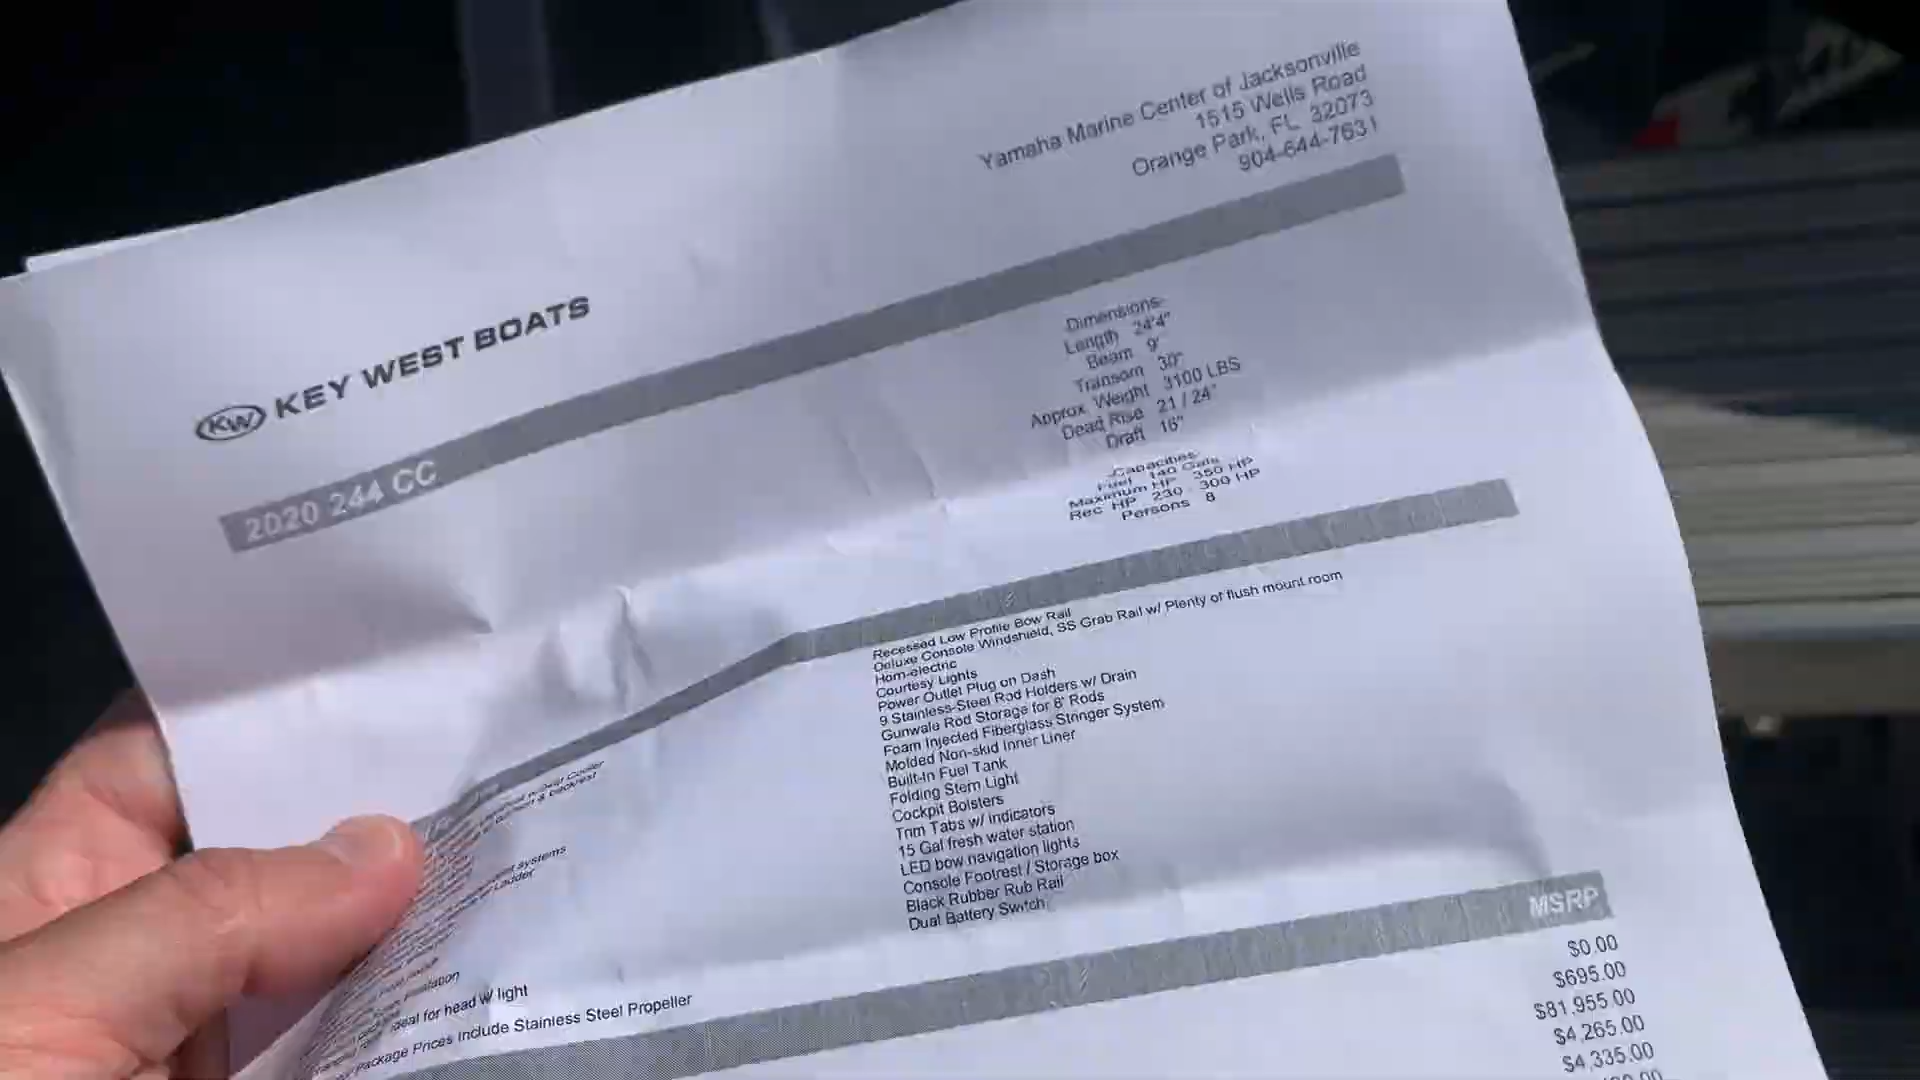 Yamaha Marine Center of Jacksonville
1515 Wells Road
Orange Park, FL 32073
904-644-7631
KW KEY WEST BOATS
2020 244 CC
Dimensions-
Length 24'4"
Beam 9'
Transom 30"
Approx. Weight 3100 LBS
Dead Rise 21 / 24°
Draft 16"
Capacities-
Fuel 140 Gals
Maximum HP 350 HP
Rec HP 230 - 300 HP
Persons 8
Recessed Low Profile Bow Rail
Deluxe Console Windshield, SS Grab Rail w/ Plenty of flush mount room
Horn-electric
Courtesy Lights
Power Outlet Plug on Dash
9 Stainless-Steel Rod Holders w/ Drain
Gunwale Rod Storage for 8' Rods
Foam Injected Fiberglass Stringer System
Molded Non-skid Inner Liner
Built-In Fuel Tank
Folding Stern Light
Cockpit Bolsters
Trim Tabs w/ indicators
15 Gal fresh water station
LED bow navigation lights
Console Footrest / Storage box
Black Rubber Rub Rail
Dual Battery Switch
Cooler
& backrest
systems
Ladder
ideal for head w/ light
Package Prices Include Stainless Steel Propeller
MSRP
$0.00
$695.00
$81,955.00
$4,265.00
$4,335.00